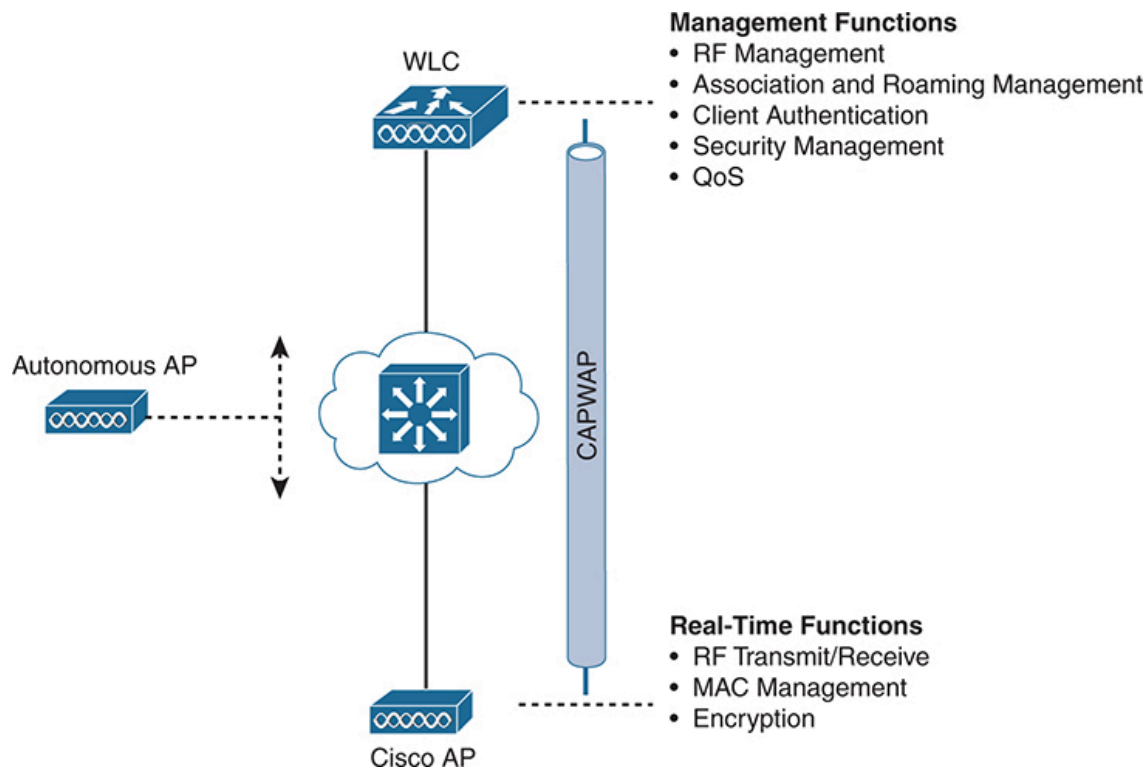 Management Functions
• RF Management
• Association and Roaming Management
• Client Authentication
• Security Management
• QoS
WLC
Autonomous AP
CAPWAP
Real-Time Functions
• RF Transmit/Receive
• MAC Management
• Encryption
Cisco AP